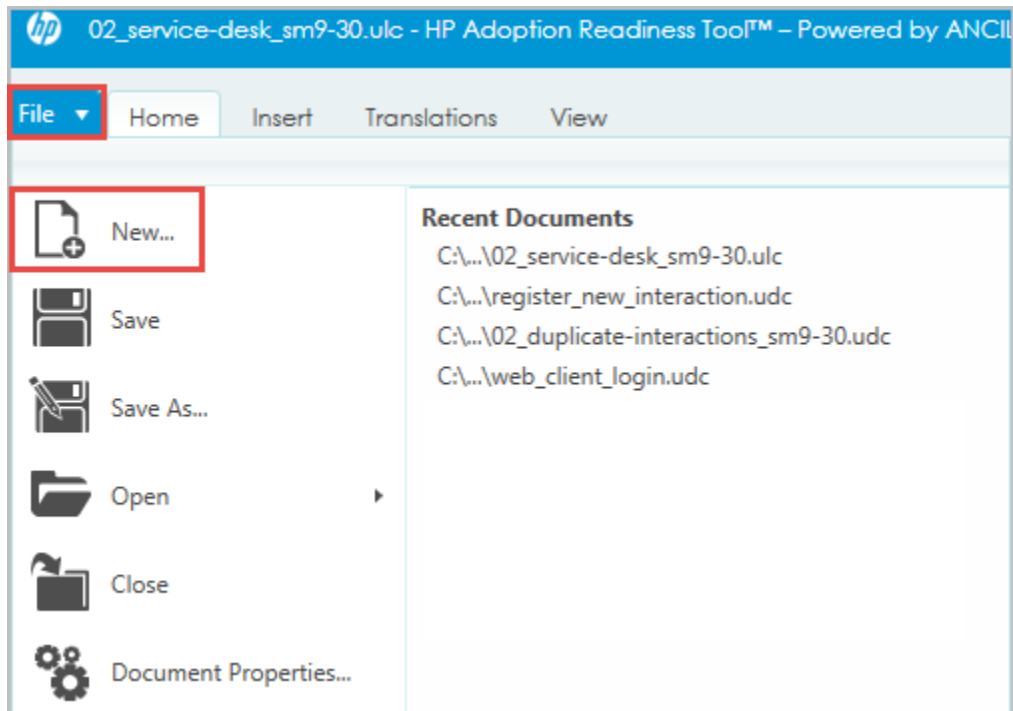 hp
02_service-desk_sm9-30.ulc - HP Adoption Readiness Tool™ – Powered by
File
Home
Insert
Translations
View
New...
Save
Save As...
Open
Close
Document Properties...
Recent Documents
C:\...\02_service-desk_sm9-30.ulc
C:\...\register_new_interaction.udc
C:\...\02_duplicate-interactions_sm9-30.udc
C:\...\web_client_login.udc